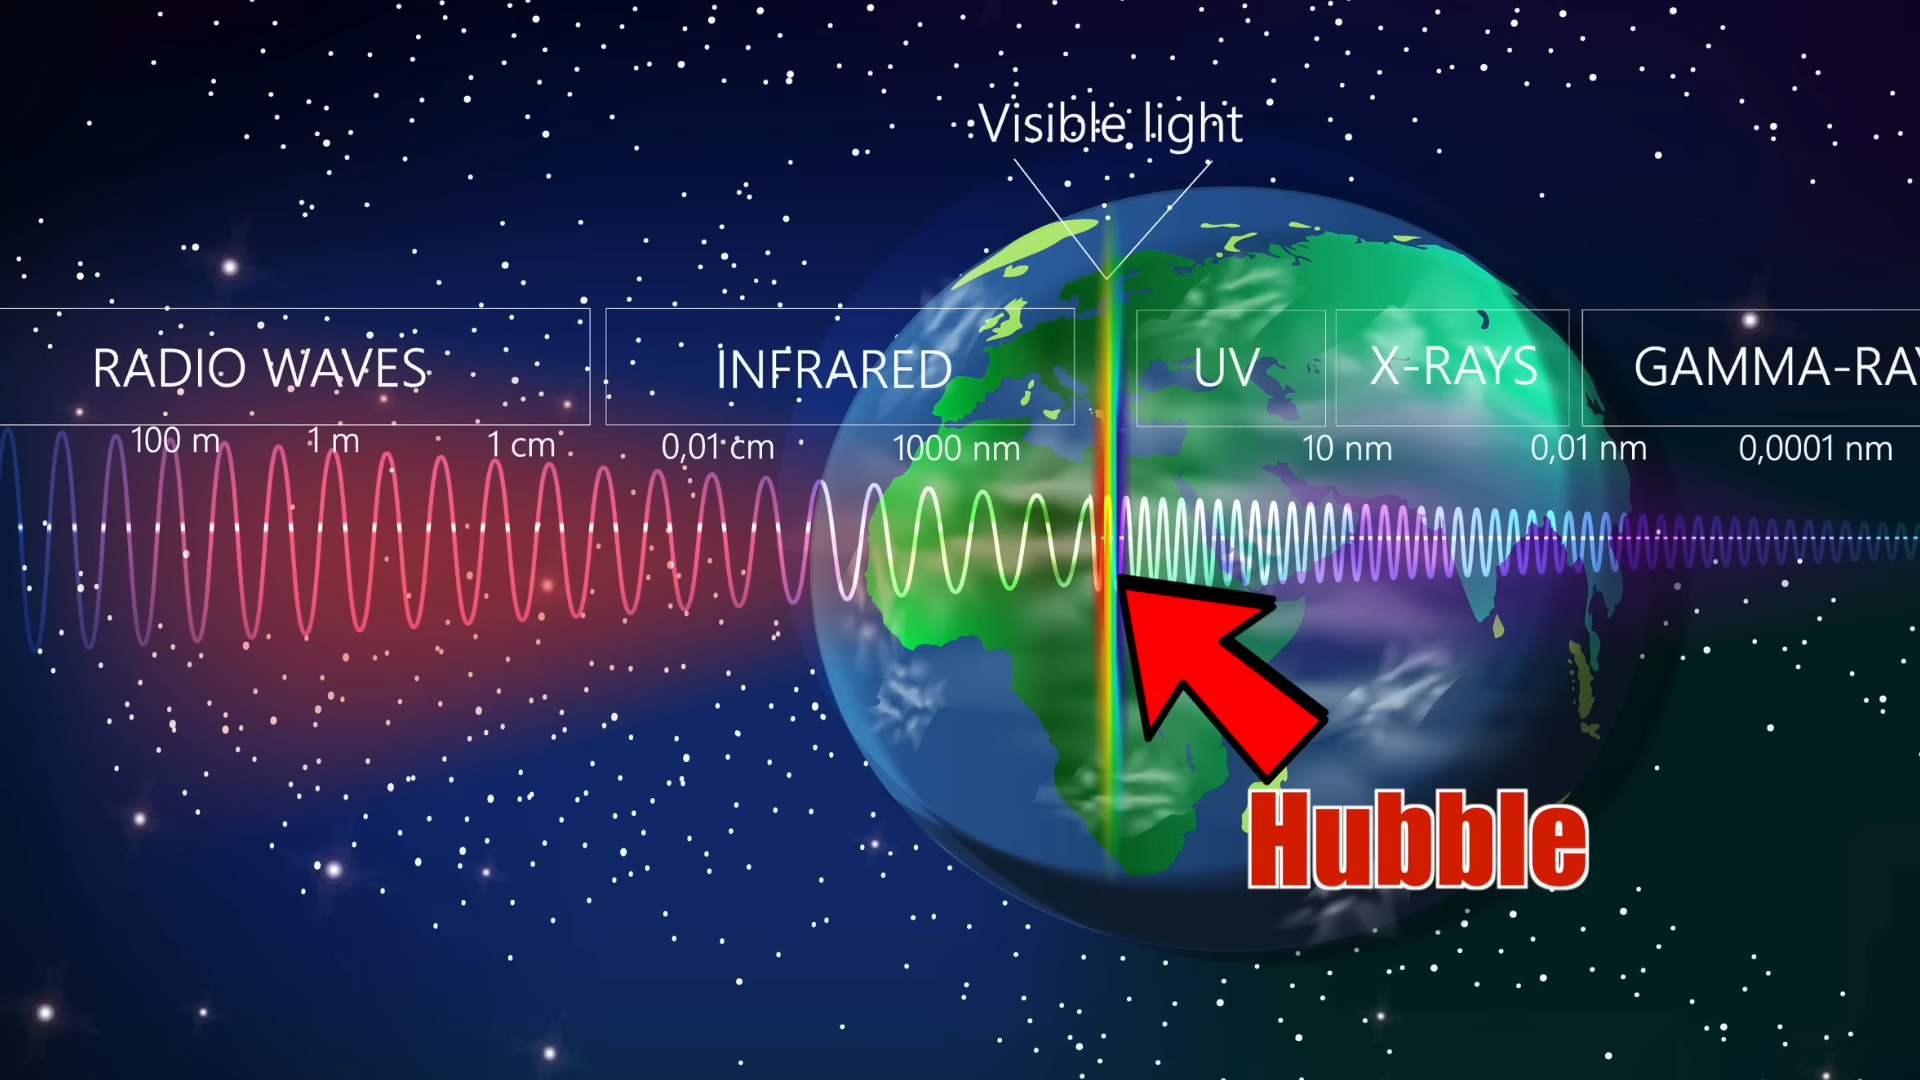 Visible light
RADIO WAVES
INFRARED
UV
X-RAYS
GAMMA-RAY
100 m
1 m
1 cm
0,01 cm
1000 nm
10 nm
0,01 nm
0,0001 nm
Hubble